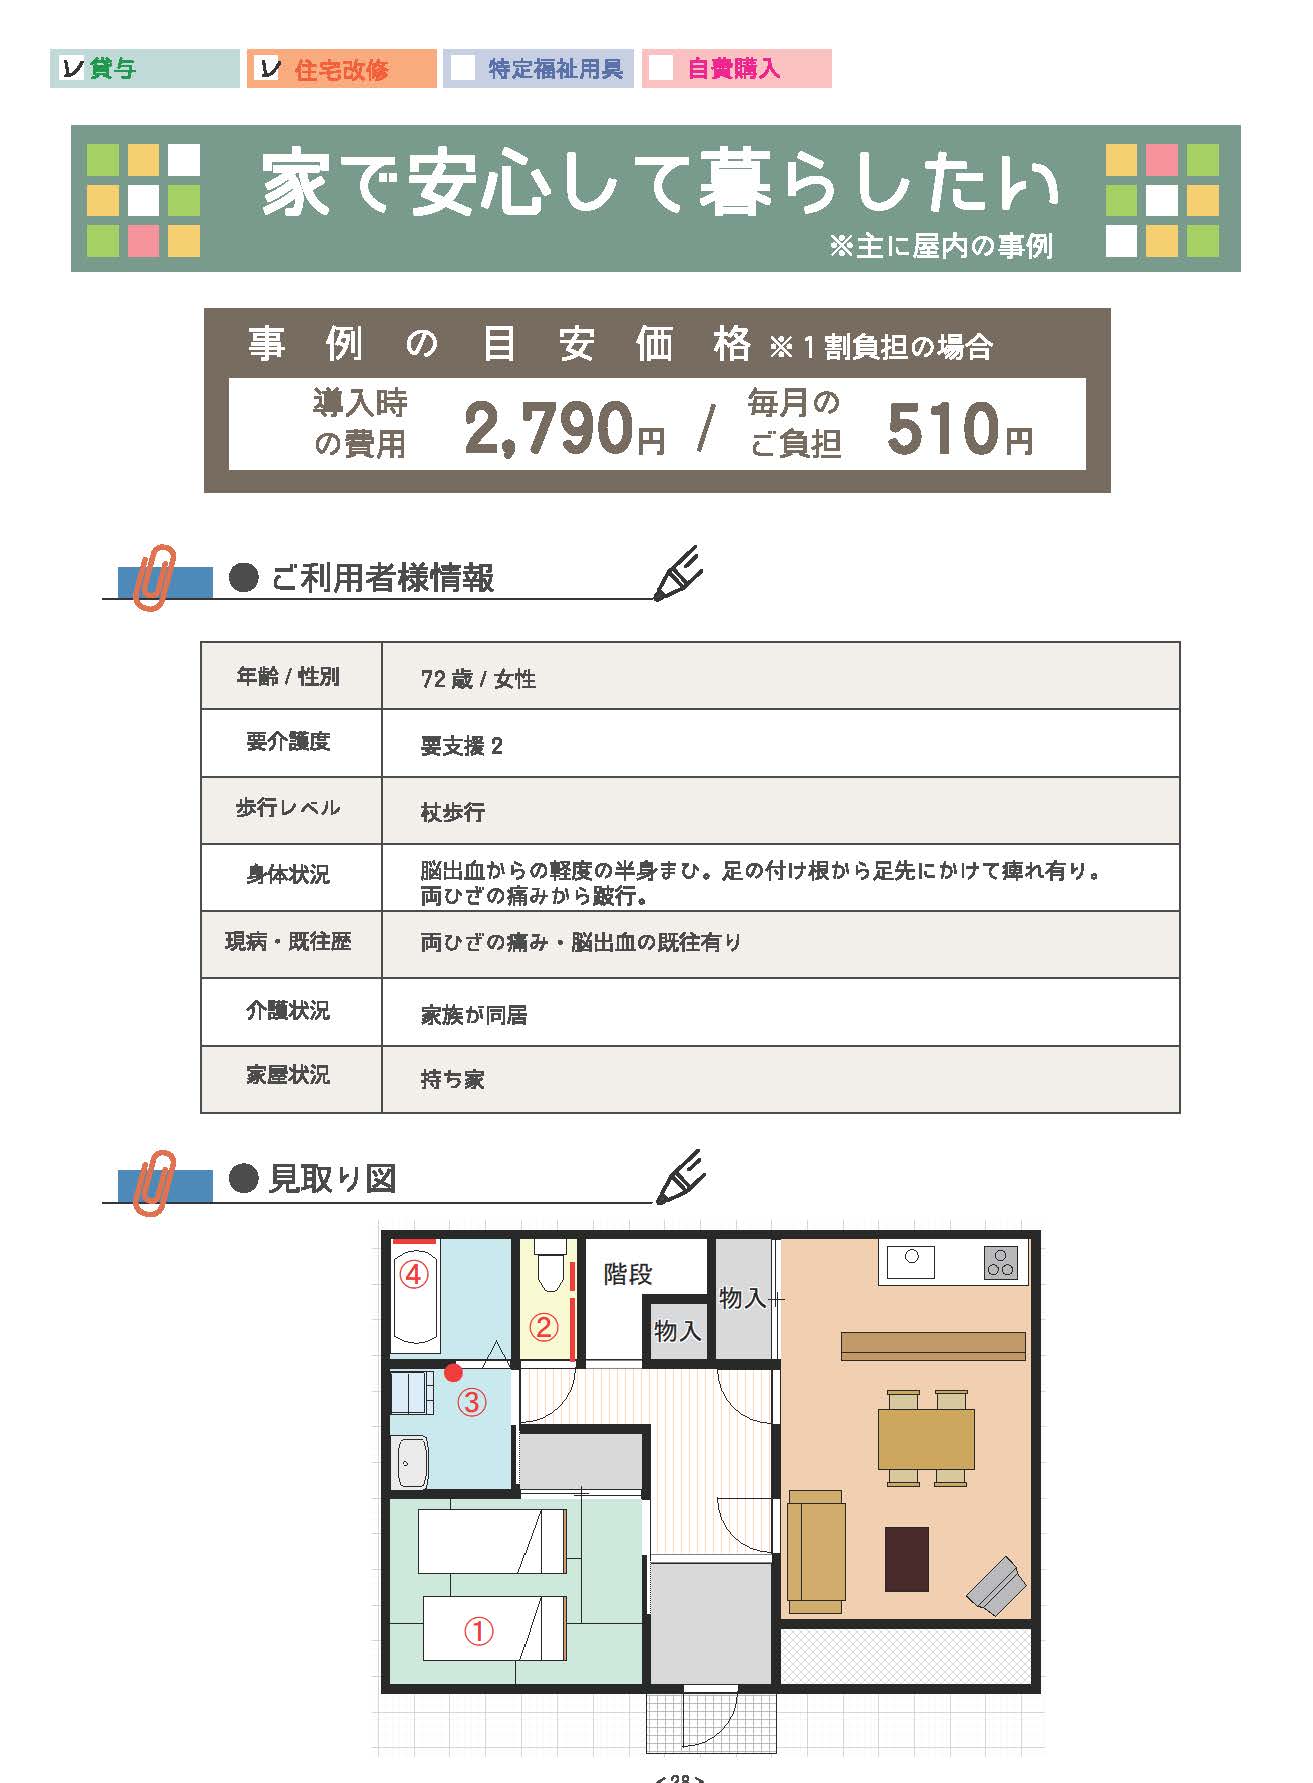 貸与
住宅改修
特定福祉用具
自費購入
家で安心して暮らしたい
※主に屋内の事例
事例の目安価格 ※1割負担の場合
導入時の費用 2,790円 / 毎月のご負担 510円
●ご利用者様情報
年齢 / 性別 72歳 / 女性
要介護度 要支援2
歩行レベル 杖歩行
身体状況 脳出血からの軽度の半身まひ。足の付け根から足先にかけて痺れ有り。
両ひざの痛みから跛行。
現病・既往歴 両ひざの痛み・脳出血の既往有り
介護状況 家族が同居
家屋状況 持ち家
●見取り図
④
②
階段
物入
物入
③
①
<28>